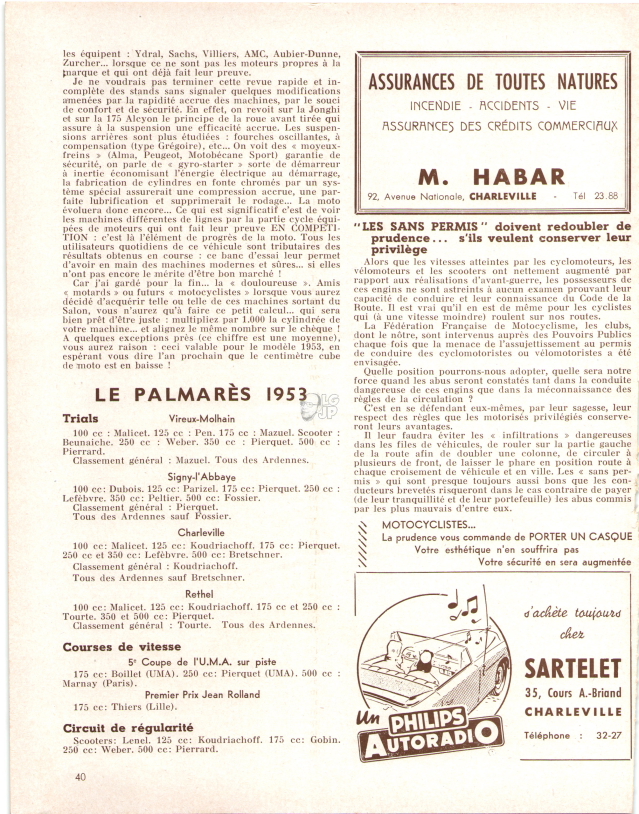 les équipent : Ydral, Sachs, Villiers, AMC, Aubier-Dunne,
Zurcher... lorsque ce ne sont pas les moteurs propres à la
marque et qui ont déjà fait leur preuve.
Je ne voudrais pas terminer cette revue rapide et in-
complète des stands sans signaler quelques modifications
amenées par la rapidité accrue des machines, par le souci
de confort et de sécurité. En effet, on revoit sur la Jonghi
et sur la 175 Alcyon le principe de la roue avant tirée qui
assure à la suspension une efficacité accrue. Les suspen-
sions arrières sont plus étudiées : fourches oscillantes, à
compensation (type Grégoire), etc... On voit des « moyeux-
freins » (Alma, Peugeot, Motobécane Sport) garantie de
sécurité, on parle de « gyro-starter » sorte de démarreur
à inertie économisant l'énergie électrique au démarrage,
la fabrication de cylindres en fonte chromés par un sys-
tème spécial assurerait une compression accrue, une par-
faite lubrification et supprimerait le rodage... La moto
évoluera donc encore... Ce qui est significatif c'est de voir
les machines différentes de lignes par la partie cycle équi-
pées de moteurs qui ont fait leur preuve EN COMPETI-
TION : c'est là l'élément de progrès de la moto. Tous les
utilisateurs quotidiens de ce véhicule sont tributaires des
résultats obtenus en course : ce banc d'essai leur permet
d'avoir en main des machines modernes et sûres... si elles
n'ont pas encore le mérite d'être bon marché !
Car j'ai gardé pour la fin... la « douloureuse ». Amis
« motards » ou futurs « motocyclistes » lorsque vous aurez
décidé d'acquérir telle ou telle de ces machines sortant du
Salon, vous n'aurez qu'à faire ce petit calcul... qui sera
bien prêt d'être juste : multipliez par 1.000 la cylindrée de
votre machine... et alignez le même nombre sur le chèque !
A quelques exceptions près (ce chiffre est une moyenne),
vous aurez raison : ceci valable pour le modèle 1953, en
espérant vous dire l'an prochain que le centimètre cube
de moto est en baisse !
LE PALMARÈS 1953
LG
JP
Trials Vireux-Molhain
100 cc : Malicet. 125 cc : Pen. 175 cc : Mazuel. Scooter :
Beunaiche. 250 cc : Weber. 350 cc : Pierquet. 500 cc :
Pierrard.
Classement général : Mazuel. Tous des Ardennes.
Signy-l'Abbaye
100 cc: Dubois. 125 cc: Parizel. 175 cc: Pierquet. 250 cc :
Lefèbvre. 350 cc: Peltier. 500 cc: Fossier.
Classement général : Pierquet.
Tous des Ardennes sauf Fossier.
Charleville
100 cc: Malicet. 125 cc: Koudriachoff. 175 cc: Pierquet.
250 cc et 350 cc: Lefèbvre. 500 cc: Bretschner.
Classement général : Koudriachoff.
Tous des Ardennes sauf Bretschner.
Rethel
100 cc: Malicet. 125 cc: Koudriachoff. 175 cc et 250 cc :
Tourte. 350 et 500 cc: Pierquet.
Classement général : Tourte. Tous des Ardennes.
Courses de vitesse
5e Coupe de l'U.M.A. sur piste
175 cc: Boillet (UMA). 250 cc: Pierquet (UMA). 500 cc :
Marnay (Paris).
Premier Prix Jean Rolland
175 cc: Thiers (Lille).
Circuit de régularité
Scooters: Lenel. 125 cc: Koudriachoff. 175 cc: Gobin.
250 cc: Weber. 500 cc: Pierrard.
40
ASSURANCES DE TOUTES NATURES
INCENDIE - ACCIDENTS - VIE
ASSURANCES DES CRÉDITS COMMERCIAUX
M. HABAR
92, Avenue Nationale, CHARLEVILLE - Tél 23.88
"LES SANS PERMIS" doivent redoubler de
prudence... s'ils veulent conserver leur
privilège
Alors que les vitesses atteintes par les cyclomoteurs, les
vélomoteurs et les scooters ont nettement augmenté par
rapport aux réalisations d'avant-guerre, les possesseurs de
ces engins ne sont astreints à aucun examen prouvant leur
capacité de conduire et leur connaissance du Code de la
Route. Il est vrai qu'il en est de même pour les cyclistes
qui (à une vitesse moindre) roulent sur nos routes.
La Fédération Française de Motocyclisme, les clubs,
dont le nôtre, sont intervenus auprès des Pouvoirs Publics
chaque fois que la menace de l'assujettissement au permis
de conduire des cyclomotoristes ou vélomotoristes a été
envisagée.
Quelle position pourrons-nous adopter, quelle sera notre
force quand les abus seront constatés tant dans la conduite
dangereuse de ces engins que dans la méconnaissance des
règles de la circulation ?
C'est en se défendant eux-mêmes, par leur sagesse, leur
respect des règles que les motorisés privilégiés conserve-
ront leurs avantages.
Il leur faudra éviter les « infiltrations » dangereuses
dans les files de véhicules, de rouler sur la partie gauche
de la route afin de doubler une colonne, de circuler à
plusieurs de front, de laisser le phare en position route à
chaque croisement de véhicule et en ville. Les « sans per-
mis » qui sont presque toujours aussi bons que les con-
ducteurs brevetés risqueront dans le cas contraire de payer
(de leur tranquillité et de leur portefeuille) les abus commis
par les plus mauvais d'entre eux.
MOTOCYCLISTES...
La prudence vous commande de PORTER UN CASQUE
Votre esthétique n'en souffrira pas
Votre sécurité en sera augmentée
Un PHILIPS
AUTORADIO
s'achète toujours
chez
SARTELET
35, Cours A.-Briand
CHARLEVILLE
Téléphone : 32-27